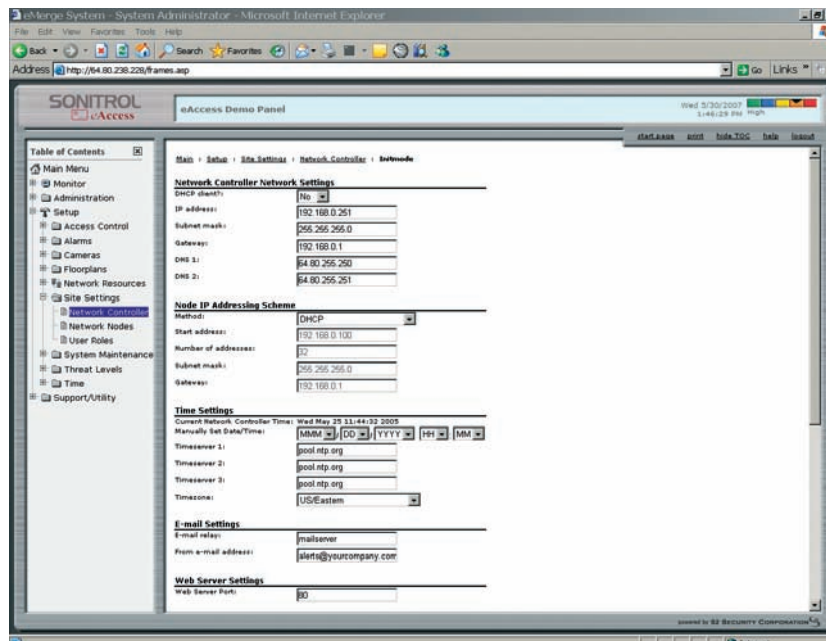 eMerge System - System Administrator - Microsoft Internet Explorer
File Edit View Favorites Tools Help
Back Search Favorites
Address http://64.80.238.228/frames.asp Go Links "
SONITROL
eAccess
eAccess Demo Panel
Wed 5/30/2007
1:46:29 PM High
start page print hide TOC help logout
Table of Contents
Main Menu
Monitor
Administration
Setup
Access Control
Alarms
Cameras
Floorplans
Network Resources
Site Settings
Network Controller
Network Nodes
User Roles
System Maintenance
Threat Levels
Time
Support/Utility
Main : Setup : Site Settings : Network Controller : Initmode
Network Controller Network Settings
DHCP client?: No
IP address: 192.168.0.251
Subnet mask: 255.255.255.0
Gateway: 192.168.0.1
DNS 1: 64.80.255.250
DNS 2: 64.80.255.251
Node IP Addressing Scheme
Method: DHCP
Start address: 192.168.0.100
Number of addresses: 32
Subnet mask: 255.255.255.0
Gateway: 192.168.0.1
Time Settings
Current Network Controller Time: Wed May 25 11:44:32 2005
Manually Set Date/Time: MMM / DD / YYYY HH : MM
Timeserver 1: pool.ntp.org
Timeserver 2: pool.ntp.org
Timeserver 3: pool.ntp.org
Timezone: US/Eastern
E-mail Settings
E-mail relay: mailserver
From e-mail address: alerts@yourcompany.com
Web Server Settings
Web Server Port: 80
powered by S2 SECURITY CORPORATION